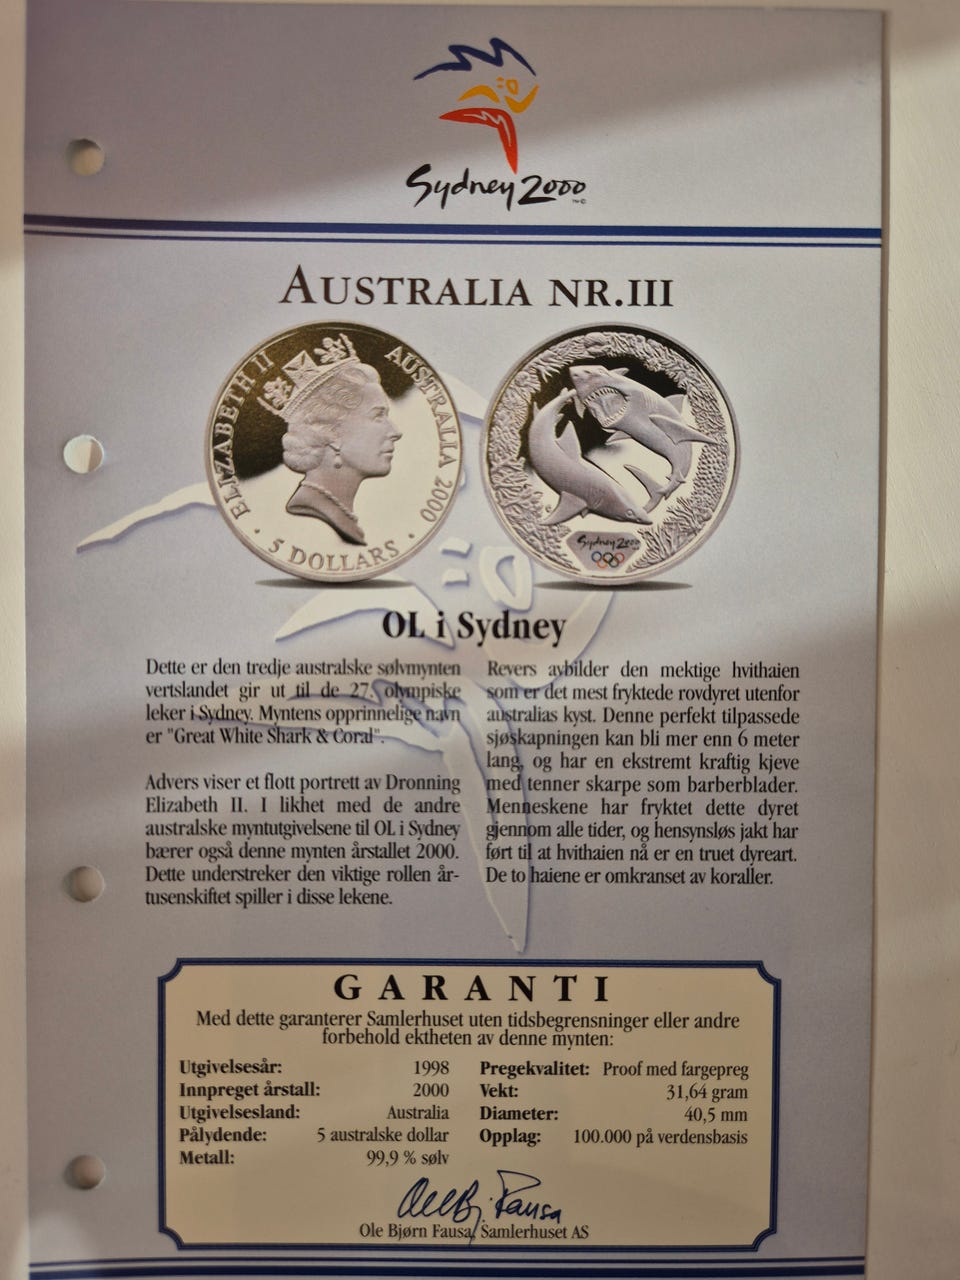 Sydney 2000
™©
AUSTRALIA NR.III
ELIZABETH II
AUSTRALIA 2000
· 5 DOLLARS ·
Sydney 2000
OL i Sydney
Dette er den tredje australske sølvmynten
vertslandet gir ut til de 27. olympiske
leker i Sydney. Myntens opprinnelige navn
er "Great White Shark & Coral".
Advers viser et flott portrett av Dronning
Elizabeth II. I likhet med de andre
australske myntutgivelsene til OL i Sydney
bærer også denne mynten årstallet 2000.
Dette understreker den viktige rollen år-
tusenskiftet spiller i disse lekene.
Revers avbilder den mektige hvithaien
som er det mest fryktede rovdyret utenfor
australias kyst. Denne perfekt tilpassede
sjøskapningen kan bli mer enn 6 meter
lang, og har en ekstremt kraftig kjeve
med tenner skarpe som barberblader.
Menneskene har fryktet dette dyret
gjennom alle tider, og hensynsløs jakt har
ført til at hvithaien nå er en truet dyreart.
De to haiene er omkranset av koraller.
GARANTI
Med dette garanterer Samlerhuset uten tidsbegrensninger eller andre
forbehold ektheten av denne mynten:
Utgivelsesår: 1998
Innpreget årstall: 2000
Utgivelsesland: Australia
Pålydende: 5 australske dollar
Metall: 99,9 % sølv
Pregekvalitet: Proof med fargepreg
Vekt: 31,64 gram
Diameter: 40,5 mm
Opplag: 100.000 på verdensbasis
Ole Bj. Fausa
Ole Bjørn Fausa, Samlerhuset AS